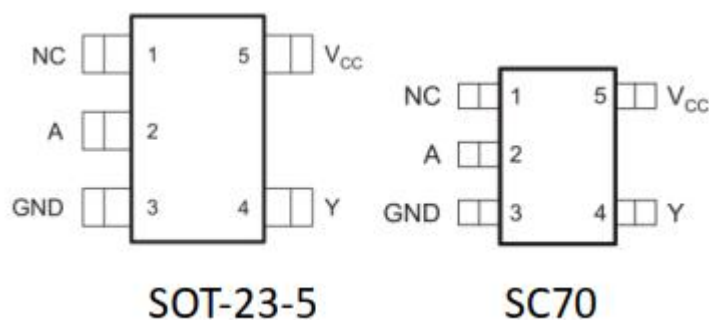 NC 1 5 VCC
A 2
GND 3 4 Y
SOT-23-5
NC 1 5 VCC
A 2
GND 3 4 Y
SC70